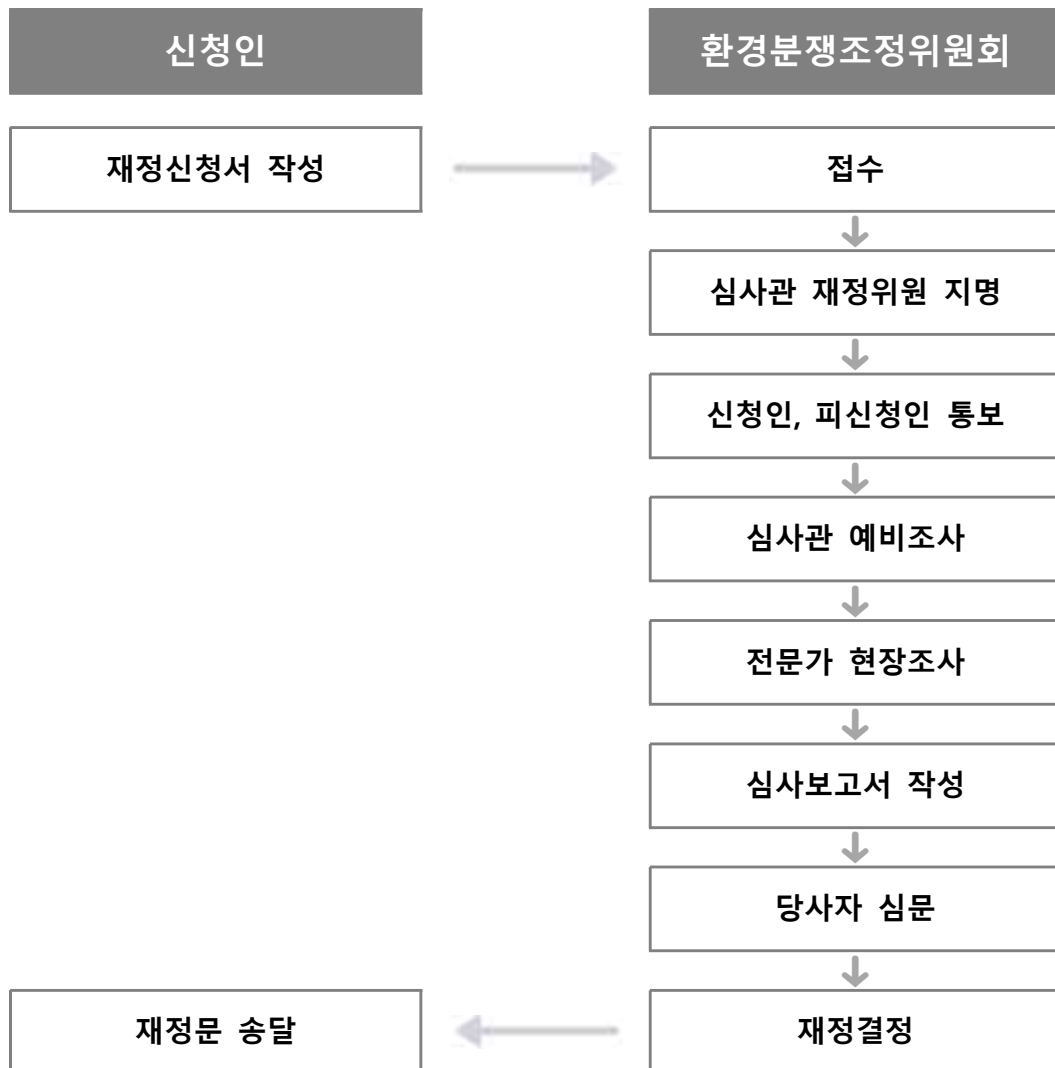 신청인
환경분쟁조정위원회
재정신청서 작성
접수
심사관 재정위원 지명
신청인, 피신청인 통보
심사관 예비조사
전문가 현장조사
심사보고서 작성
당사자 심문
재정문 송달
재정결정